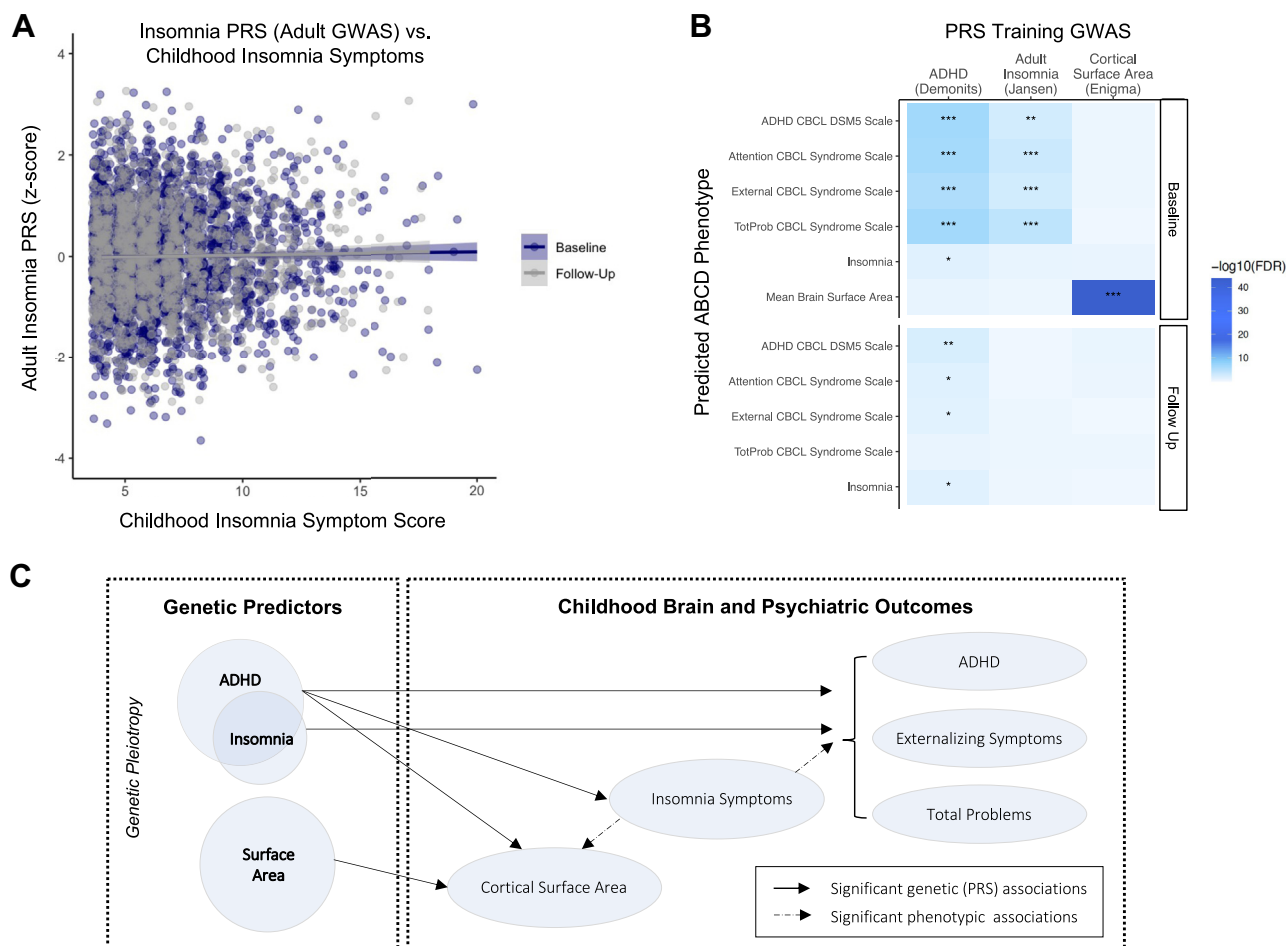 A
Insomnia PRS (Adult GWAS) vs.
Childhood Insomnia Symptoms
Adult Insomnia PRS (z-score)
4
2
0
-2
-4
5
10
15
20
Childhood Insomnia Symptom Score
Baseline
Follow-Up
B
PRS Training GWAS
ADHD
(Demonits)
Adult
Insomnia
(Jansen)
Cortical
Surface Area
(Enigma)
Predicted ABCD Phenotype
ADHD CBCL DSM5 Scale
*** **
Attention CBCL Syndrome Scale
*** ***
External CBCL Syndrome Scale
*** ***
TotProb CBCL Syndrome Scale
*** ***
Insomnia
*
Mean Brain Surface Area
***
Baseline
ADHD CBCL DSM5 Scale
**
Attention CBCL Syndrome Scale
*
External CBCL Syndrome Scale
*
TotProb CBCL Syndrome Scale
Insomnia
*
Follow Up
−log10(FDR)
40
30
20
10
C
Genetic Predictors
Genetic Pleiotropy
ADHD
Insomnia
Surface
Area
Childhood Brain and Psychiatric Outcomes
ADHD
Externalizing Symptoms
Total Problems
Insomnia Symptoms
Cortical Surface Area
Significant genetic (PRS) associations
Significant phenotypic associations